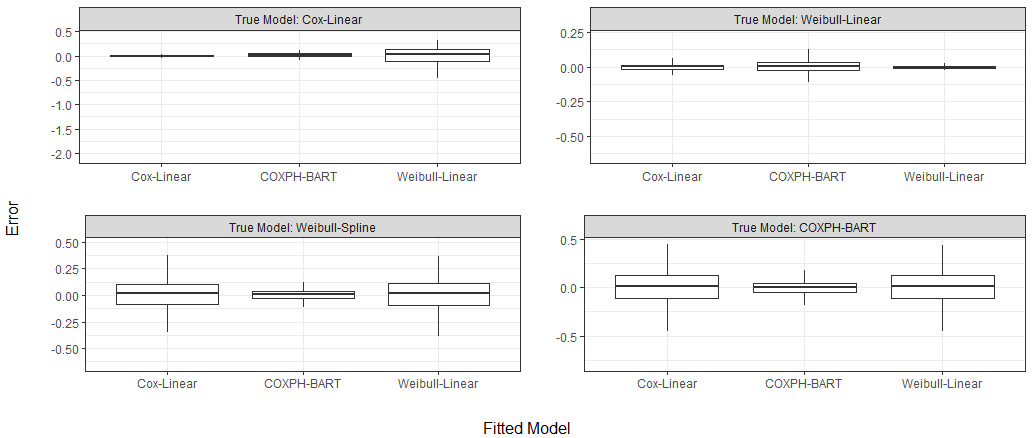 True Model: Cox-Linear
0.5
0.0
-0.5
-1.0
-1.5
-2.0
Cox-Linear COXPH-BART Weibull-Linear
True Model: Weibull-Linear
0.25
0.00
-0.25
-0.50
Cox-Linear COXPH-BART Weibull-Linear
Error
True Model: Weibull-Spline
0.50
0.25
0.00
-0.25
-0.50
Cox-Linear COXPH-BART Weibull-Linear
True Model: COXPH-BART
0.5
0.0
-0.5
Cox-Linear COXPH-BART Weibull-Linear
Fitted Model